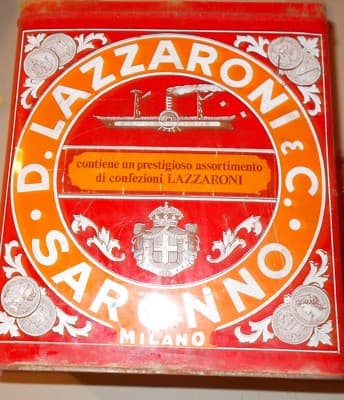 D. LAZZARONI & C.
contiene un prestigioso assortimento
di confezioni LAZZARONI
SARONNO
MILANO